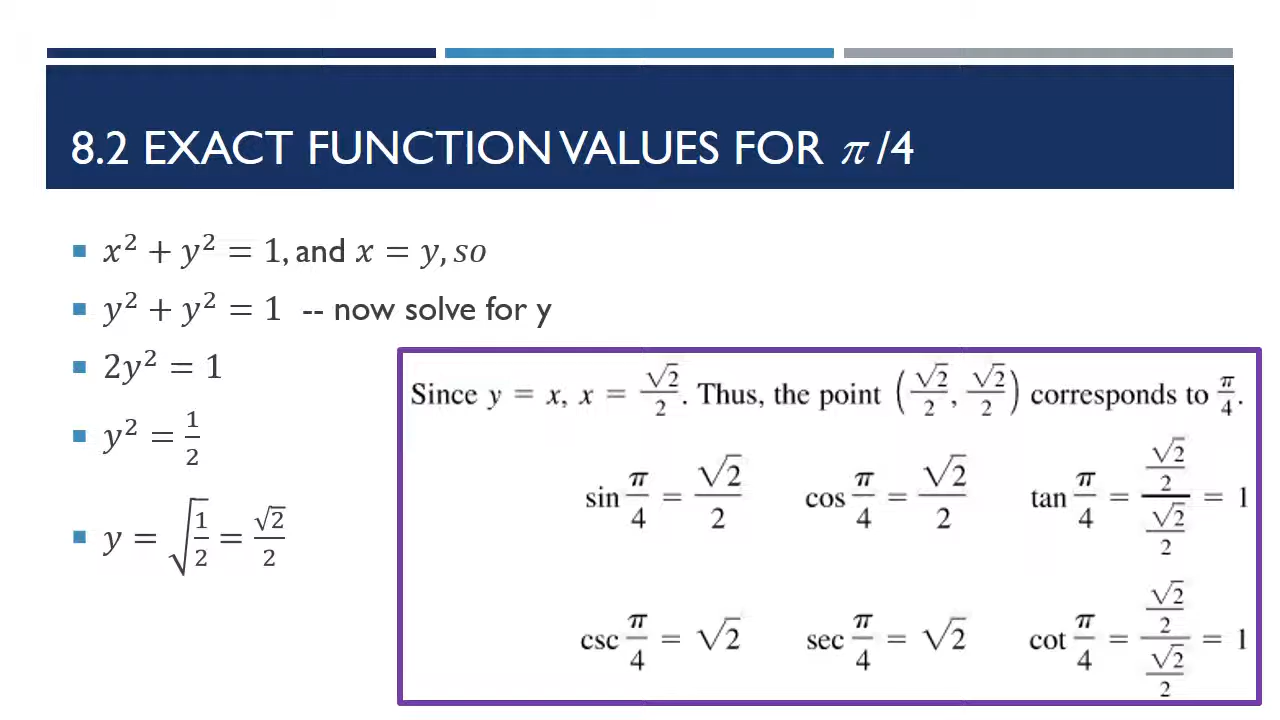 8.2 EXACT FUNCTION VALUES FOR π /4
x² + y² = 1, and x = y, so
y² + y² = 1 -- now solve for y
2y² = 1
y² = 1/2
y = √(1/2) = √2/2
Since y = x, x = √2/2. Thus, the point (√2/2, √2/2) corresponds to π/4.
sin π/4 = √2/2 cos π/4 = √2/2 tan π/4 = (√2/2)/(√2/2) = 1
csc π/4 = √2 sec π/4 = √2 cot π/4 = (√2/2)/(√2/2) = 1